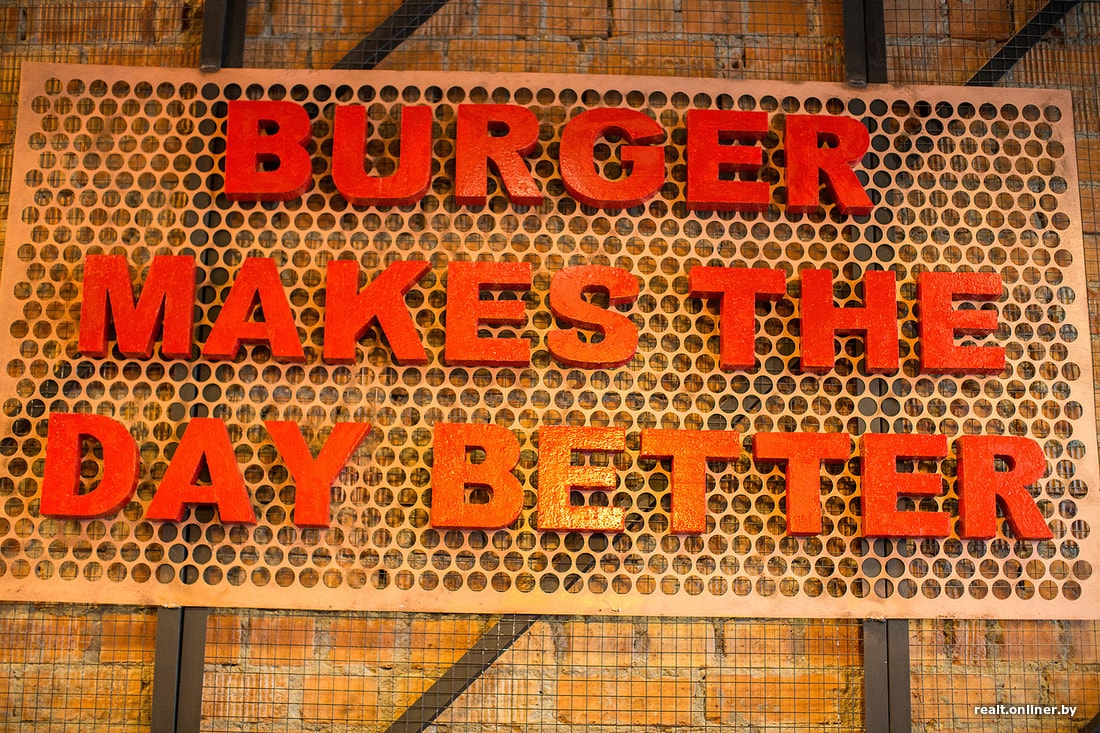 BURGER
MAKES THE
DAY BETTER
realt.onliner.by